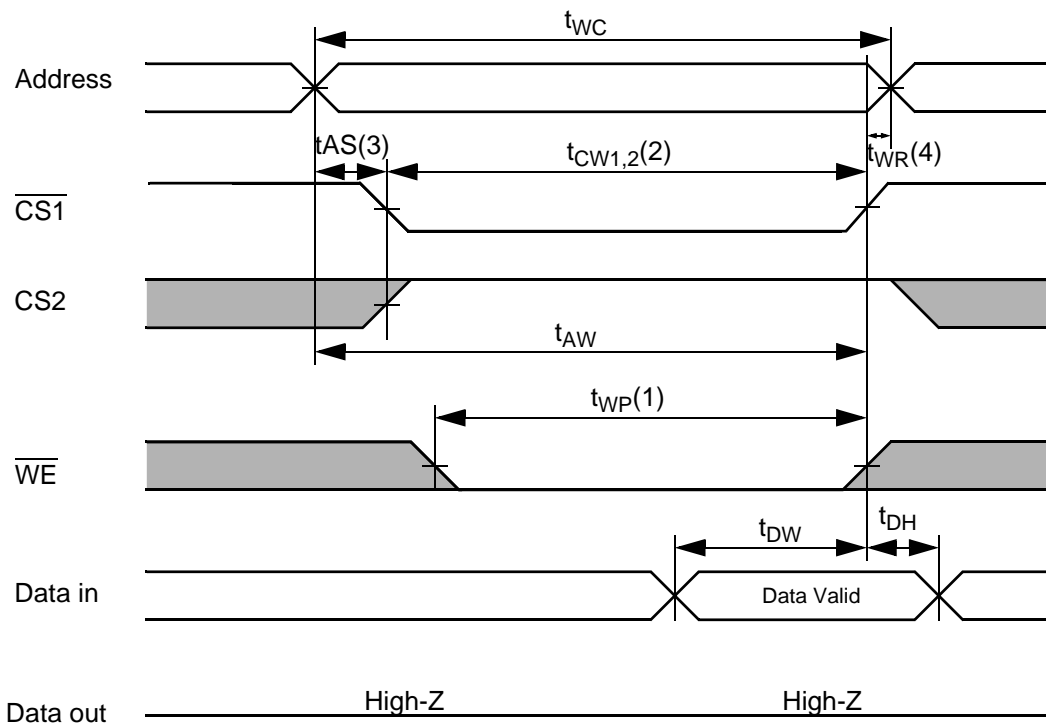 tWC
Address
tAS(3)
tCW1,2(2)
tWR(4)
CS1
CS2
tAW
tWP(1)
WE
tDW
tDH
Data in
Data Valid
Data out
High-Z
High-Z